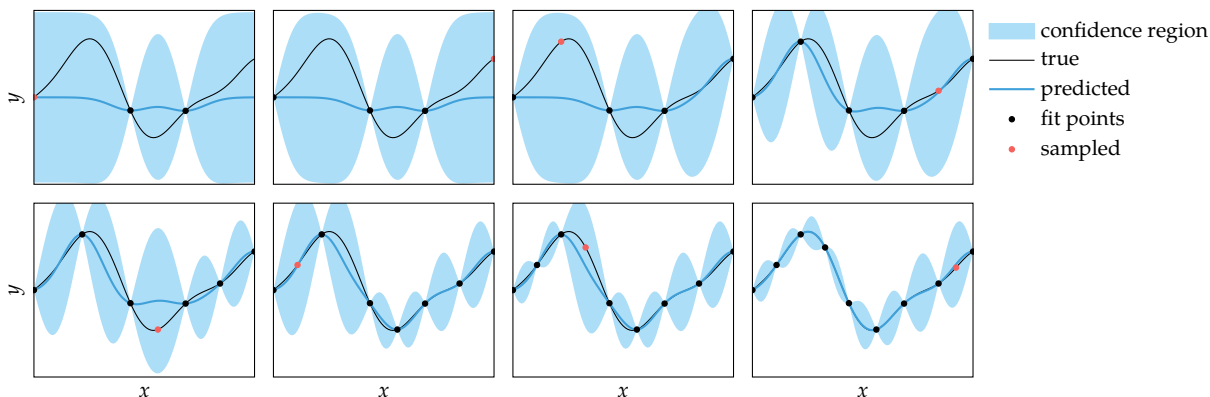 y
confidence region
true
predicted
fit points
sampled
y
x
x
x
x